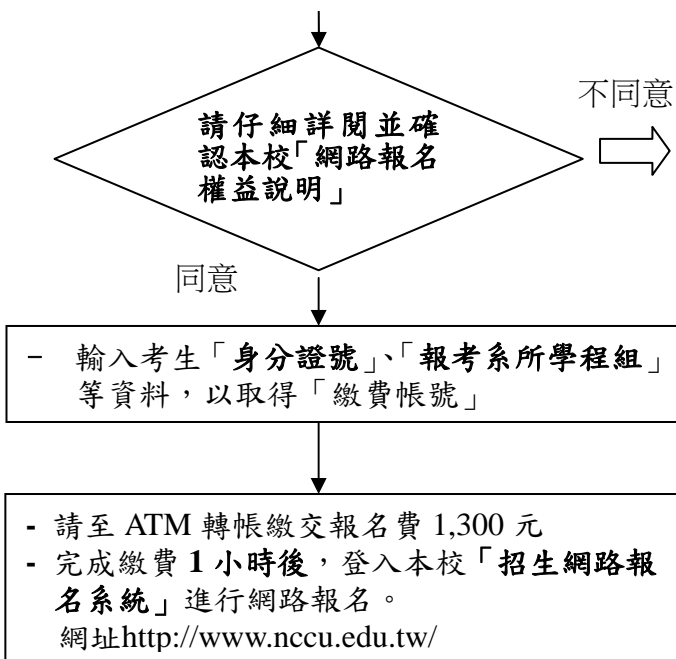 不同意
請仔細詳閱並確
認本校「網路報名
權益說明」
同意
- 輸入考生「身分證號」、「報考系所學程組」
等資料，以取得「繳費帳號」
- 請至 ATM 轉帳繳交報名費 1,300 元
- 完成繳費 1 小時後，登入本校「招生網路報
名系統」進行網路報名。
網址http://www.nccu.edu.tw/